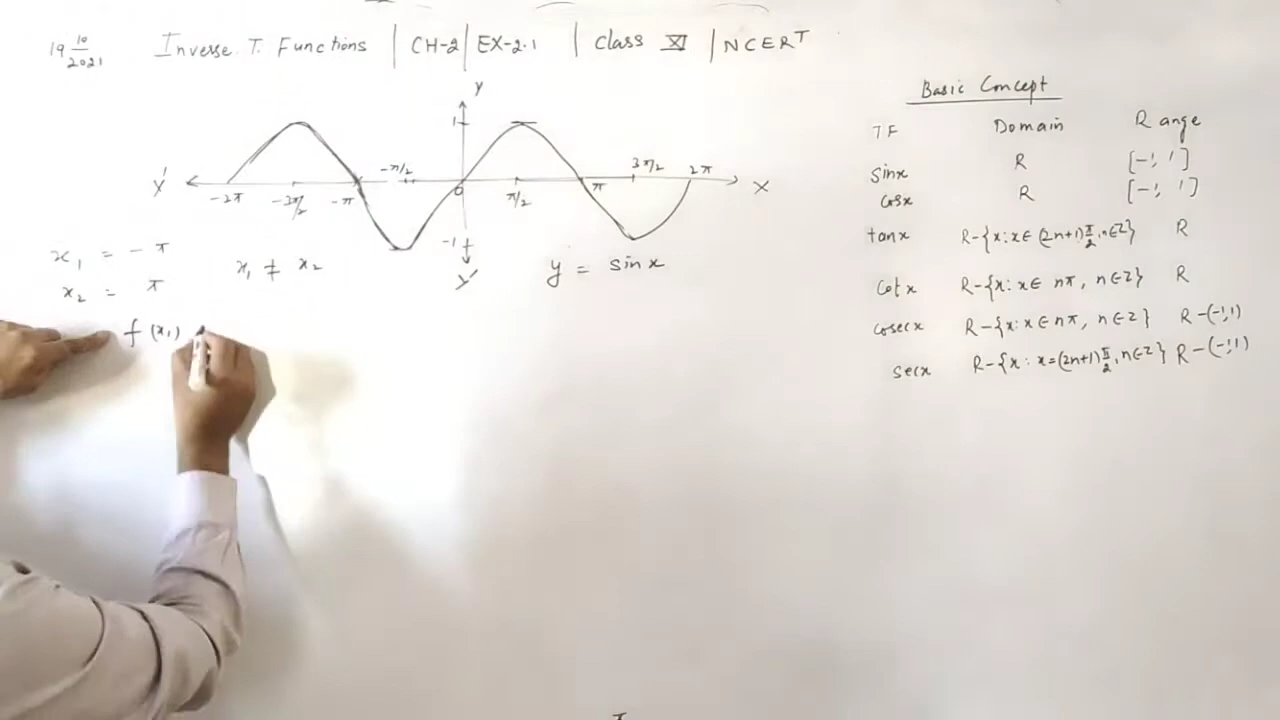 19 10/2021 Inverse T. Functions | CH-2 | EX-2.1 | Class XI | NCERT
Basic Concept
TF Domain Range
sinx R [-1, 1]
cosx R [-1, 1]
tanx R-{x:x∈(2n+1)π/2, n∈Z} R
Cotx R-{x: x∈ nπ, n∈Z} R
Cosecx R-{x:x∈nπ, n∈Z} R-(-1,1)
secx R-{x: x=(2n+1)π/2, n∈Z} R-(-1,1)
Y
1
X' -2π -3π/2 -π -π/2 O π/2 π 3π/2 2π X
-1
Y'
y = sinx
x₁ = -π
x₂ = π
x₁ ≠ x₂
f(x₁)